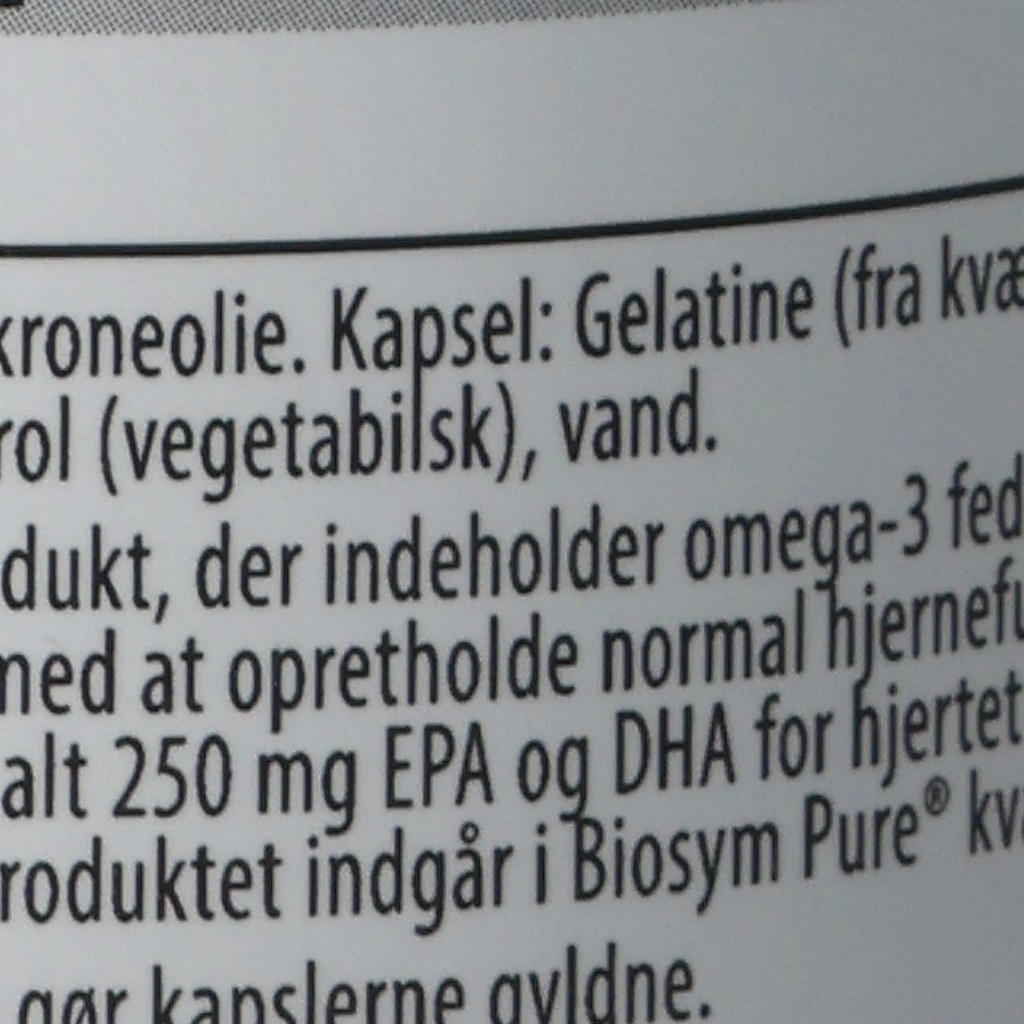 kroneolie. Kapsel: Gelatine (fra kvæ
rol (vegetabilsk), vand.
dukt, der indeholder omega-3 fed
med at opretholde normal hjernefu
alt 250 mg EPA og DHA for hjertet
roduktet indgår i Biosym Pure® kva
gør kapslerne gyldne.